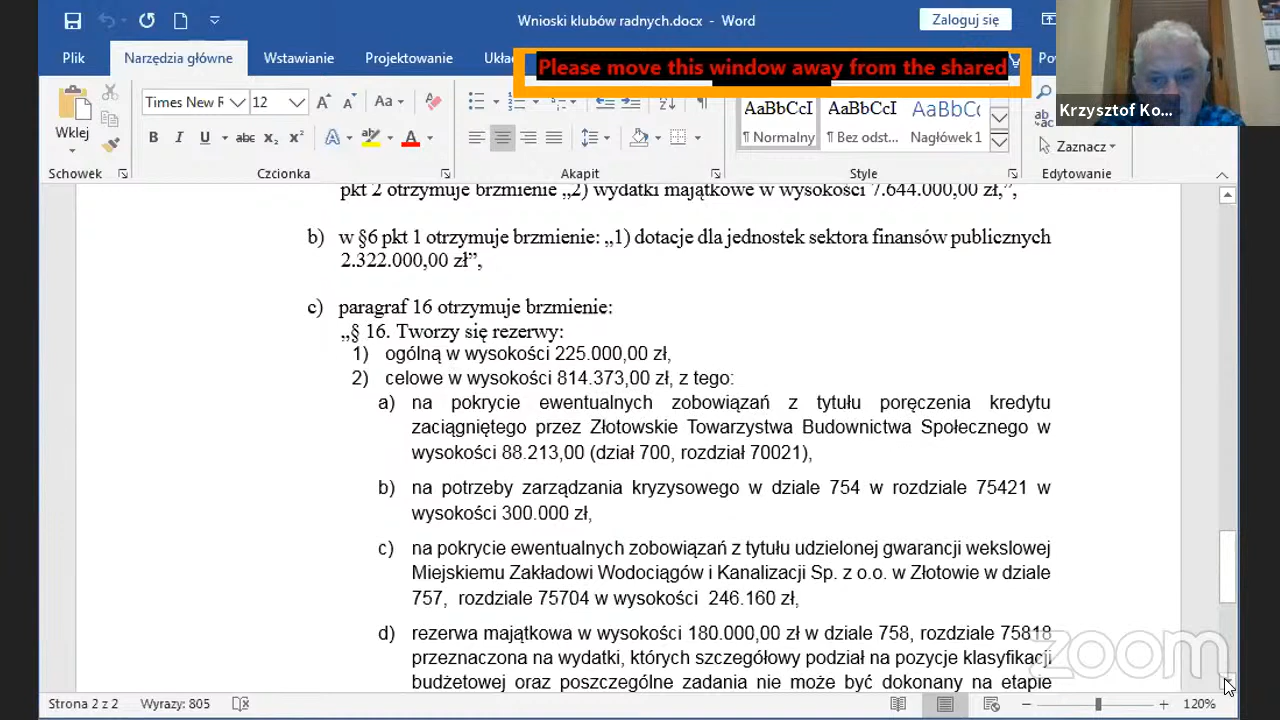 Wnioski klubów radnych.docx - Word
Zaloguj się
Plik
Narzędzia główne
Wstawianie
Projektowanie
Ukła
Please move this window away from the shared
Wklej
Times New R
12
Aa
AaBbCcI
AaBbCcI
AaBbCc
¶ Normalny
¶ Bez odst...
Nagłówek 1
Zaznacz
Krzysztof Ko...
Schowek
Czcionka
Akapit
Style
Edytowanie
pkt 2 otrzymuje brzmienie „2) wydatki majątkowe w wysokości 7.644.000,00 zł,”,
b) w §6 pkt 1 otrzymuje brzmienie: „1) dotacje dla jednostek sektora finansów publicznych
2.322.000,00 zł”,
c) paragraf 16 otrzymuje brzmienie:
„§ 16. Tworzy się rezerwy:
1) ogólną w wysokości 225.000,00 zł,
2) celowe w wysokości 814.373,00 zł, z tego:
a) na pokrycie ewentualnych zobowiązań z tytułu poręczenia kredytu
zaciągniętego przez Złotowskie Towarzystwa Budownictwa Społecznego w
wysokości 88.213,00 (dział 700, rozdział 70021),
b) na potrzeby zarządzania kryzysowego w dziale 754 w rozdziale 75421 w
wysokości 300.000 zł,
c) na pokrycie ewentualnych zobowiązań z tytułu udzielonej gwarancji wekslowej
Miejskiemu Zakładowi Wodociągów i Kanalizacji Sp. z o.o. w Złotowie w dziale
757, rozdziale 75704 w wysokości 246.160 zł,
d) rezerwa majątkowa w wysokości 180.000,00 zł w dziale 758, rozdziale 75818
przeznaczona na wydatki, których szczegółowy podział na pozycje klasyfikacji
budżetowej oraz poszczególne zadania nie może być dokonany na etapie
zoom
Strona 2 z 2
Wyrazy: 805
120%